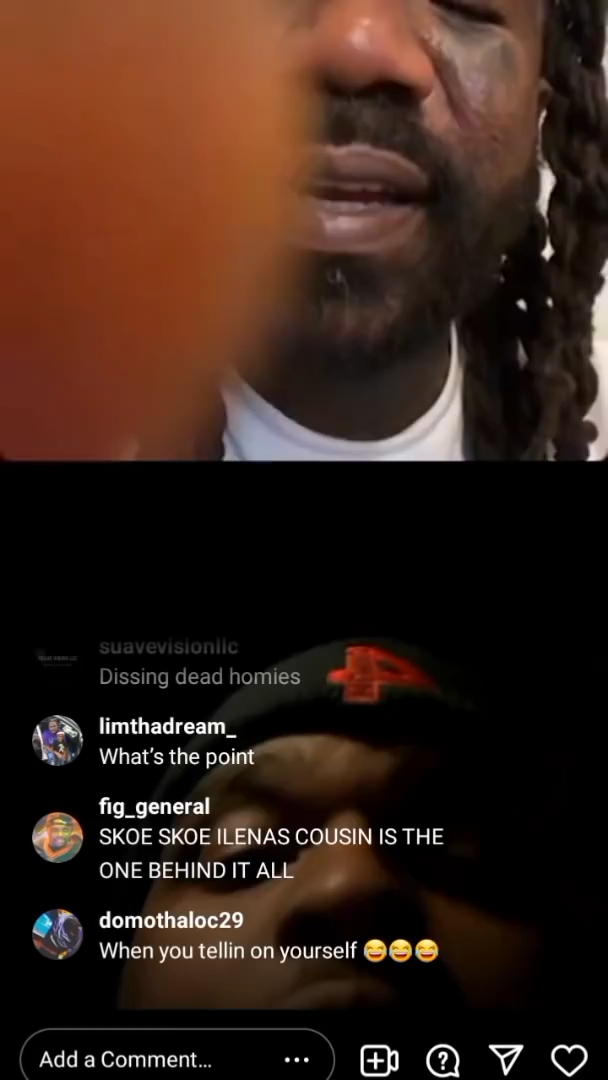 suavevisionllc
Dissing dead homies
limthadream_
What's the point
fig_general
SKOE SKOE ILENAS COUSIN IS THE
ONE BEHIND IT ALL
domothaloc29
When you tellin on yourself 😂😂😂
Add a Comment...